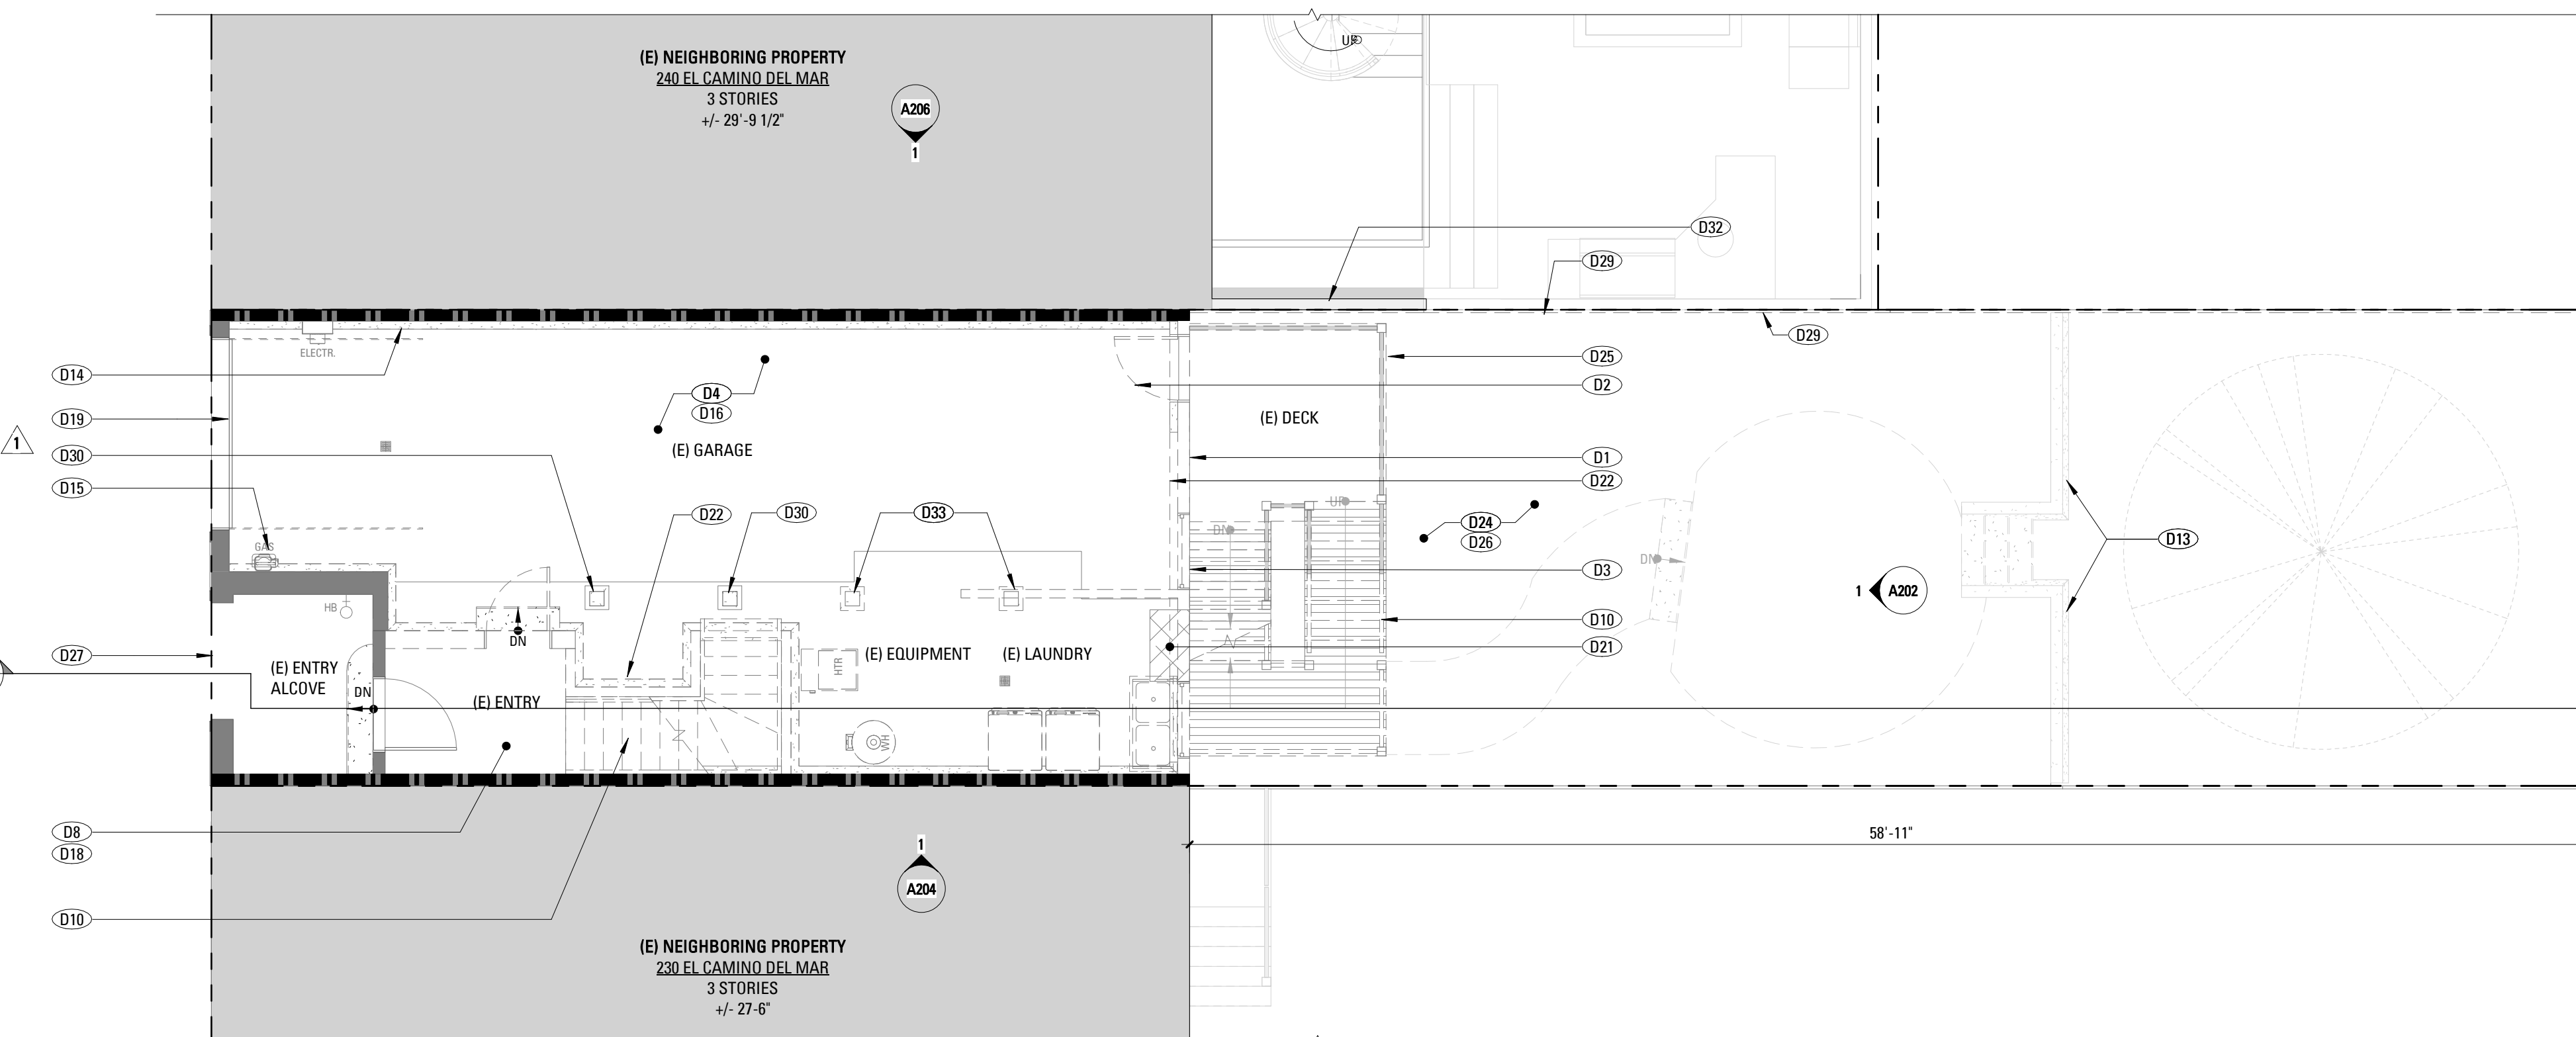 (E) NEIGHBORING PROPERTY
240 EL CAMINO DEL MAR
3 STORIES
+/- 29'-9 1/2"
A206
1
UP
D32
D29
D29
ELECTR.
D14
D4
D16
D25
D2
D19
(E) DECK
1
D30
(E) GARAGE
D1
D22
D15
D22
D30
D33
UP
DN
D24
D26
D13
GAS
DN
D3
1
A202
HB
D10
DN
D27
(E) ENTRY
ALCOVE
(E) EQUIPMENT
(E) LAUNDRY
D21
HTR
DN
(E) ENTRY
WH
D8
D18
58'-11"
1
A204
D10
(E) NEIGHBORING PROPERTY
230 EL CAMINO DEL MAR
3 STORIES
+/- 27-6"